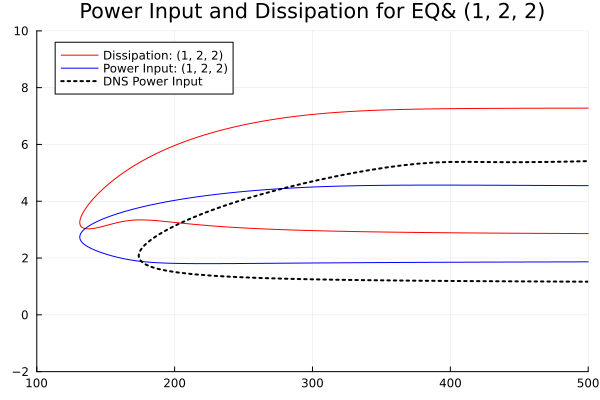 Power Input and Dissipation for EQ& (1, 2, 2)
10
Dissipation: (1, 2, 2)
Power Input: (1, 2, 2)
DNS Power Input
8
6
4
2
0
−2
100 200 300 400 500